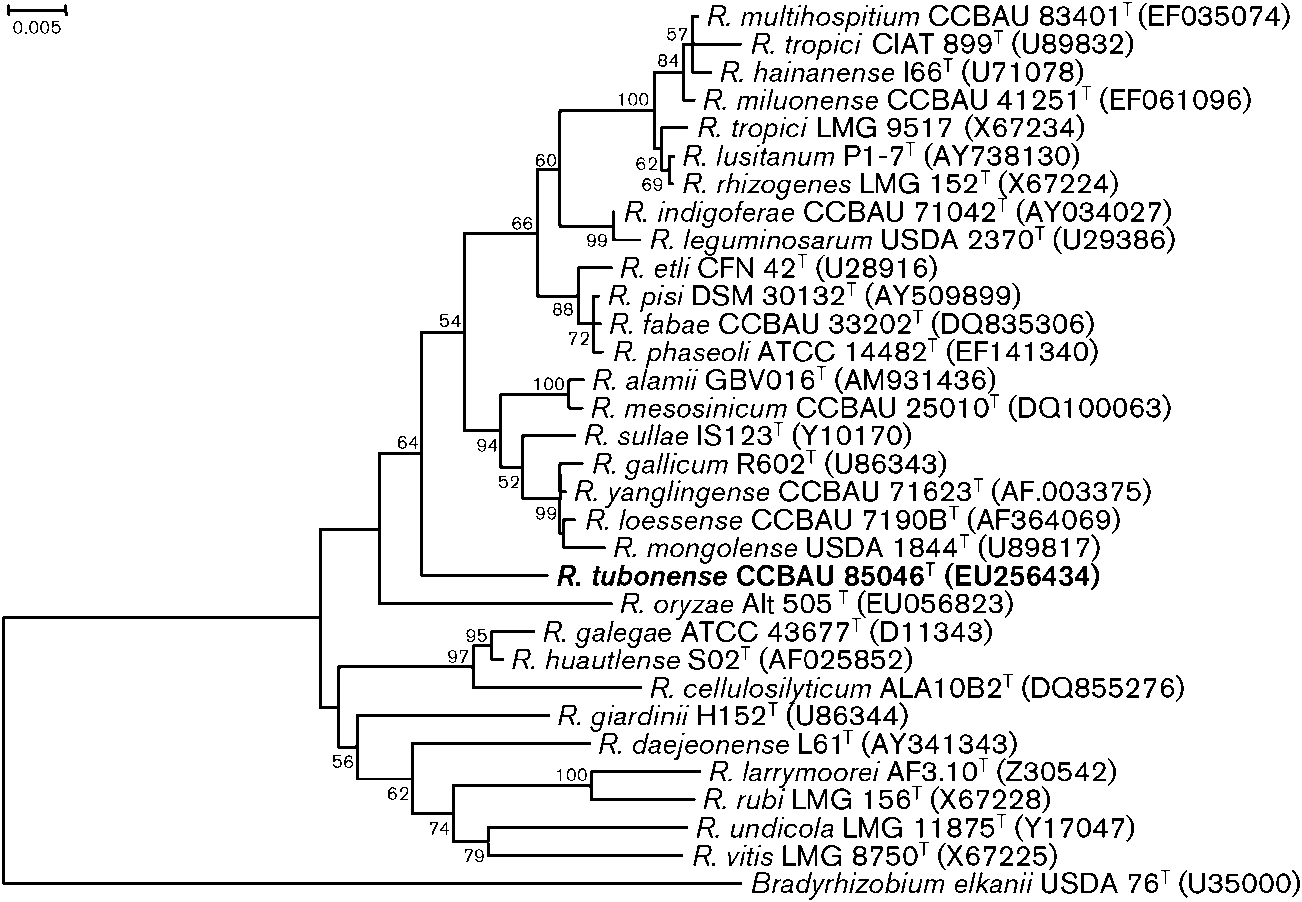 0.005
R. multihospitium CCBAU 83401ᵀ (EF035074)
57
R. tropici CIAT 899ᵀ (U89832)
84
R. hainanense I66ᵀ (U71078)
100
R. miluonense CCBAU 41251ᵀ (EF061096)
R. tropici LMG 9517 (X67234)
60
R. lusitanum P1-7ᵀ (AY738130)
62
69
R. rhizogenes LMG 152ᵀ (X67224)
66
R. indigoferae CCBAU 71042ᵀ (AY034027)
99
R. leguminosarum USDA 2370ᵀ (U29386)
R. etli CFN 42ᵀ (U28916)
R. pisi DSM 30132ᵀ (AY509899)
88
54
R. fabae CCBAU 33202ᵀ (DQ835306)
72
R. phaseoli ATCC 14482ᵀ (EF141340)
100
R. alamii GBV016ᵀ (AM931436)
R. mesosinicum CCBAU 25010ᵀ (DQ100063)
64
94
R. sullae IS123ᵀ (Y10170)
R. gallicum R602ᵀ (U86343)
52
R. yanglingense CCBAU 71623ᵀ (AF.003375)
99
R. loessense CCBAU 7190Bᵀ (AF364069)
R. mongolense USDA 1844ᵀ (U89817)
R. tubonense CCBAU 85046ᵀ (EU256434)
R. oryzae Alt 505 ᵀ (EU056823)
95
R. galegae ATCC 43677ᵀ (D11343)
97
R. huautlense S02ᵀ (AF025852)
R. cellulosilyticum ALA10B2ᵀ (DQ855276)
R. giardinii H152ᵀ (U86344)
56
R. daejeonense L61ᵀ (AY341343)
100
R. larrymoorei AF3.10ᵀ (Z30542)
62
R. rubi LMG 156ᵀ (X67228)
74
R. undicola LMG 11875ᵀ (Y17047)
79
R. vitis LMG 8750ᵀ (X67225)
Bradyrhizobium elkanii USDA 76ᵀ (U35000)